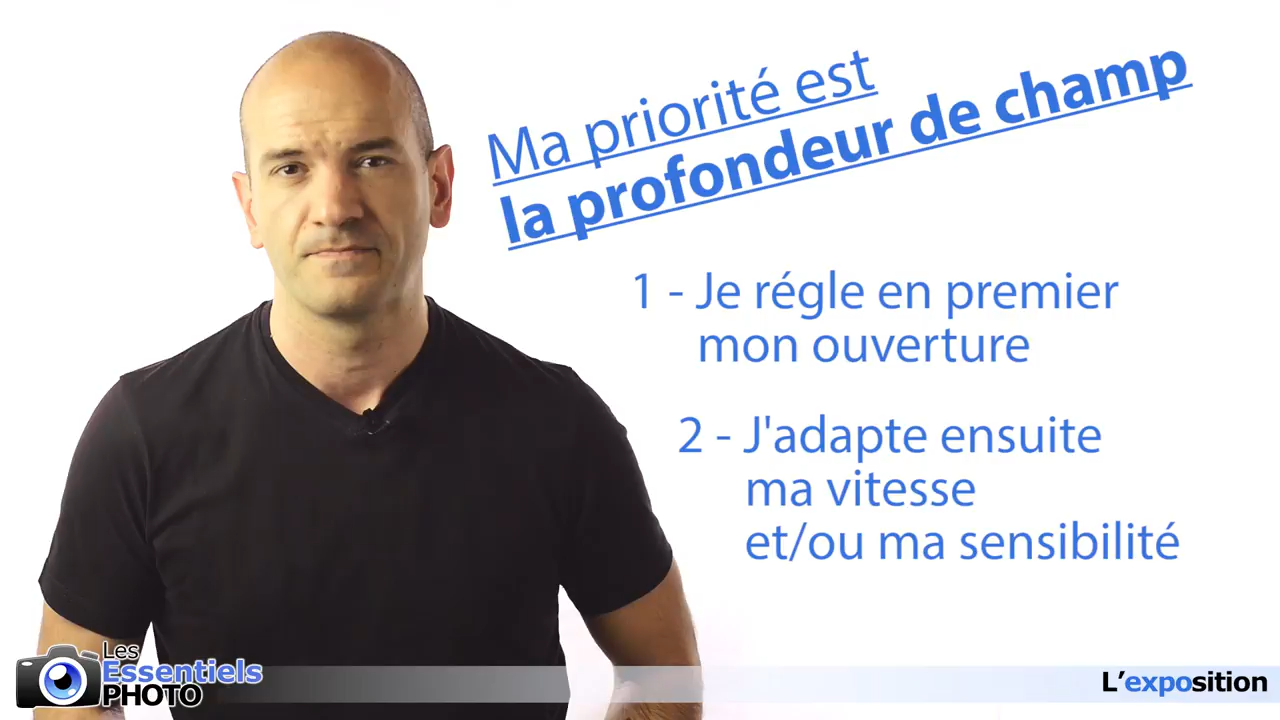 Ma priorité est
la profondeur de champ
1 - Je régle en premier
mon ouverture
2 - J'adapte ensuite
ma vitesse
et/ou ma sensibilité
Les
Essentiels
PHOTO
L'exposition